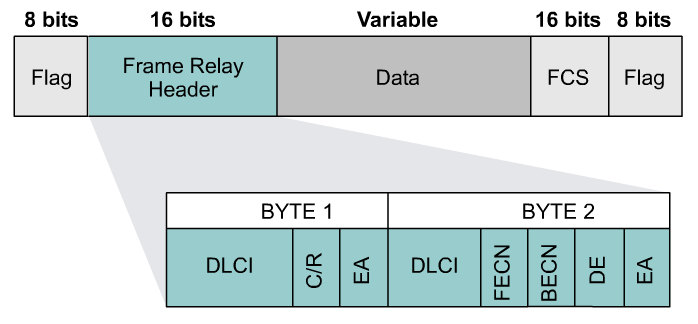 8 bits 16 bits Variable 16 bits 8 bits
Flag Frame Relay Header Data FCS Flag
BYTE 1 BYTE 2
DLCI C/R EA DLCI FECN BECN DE EA